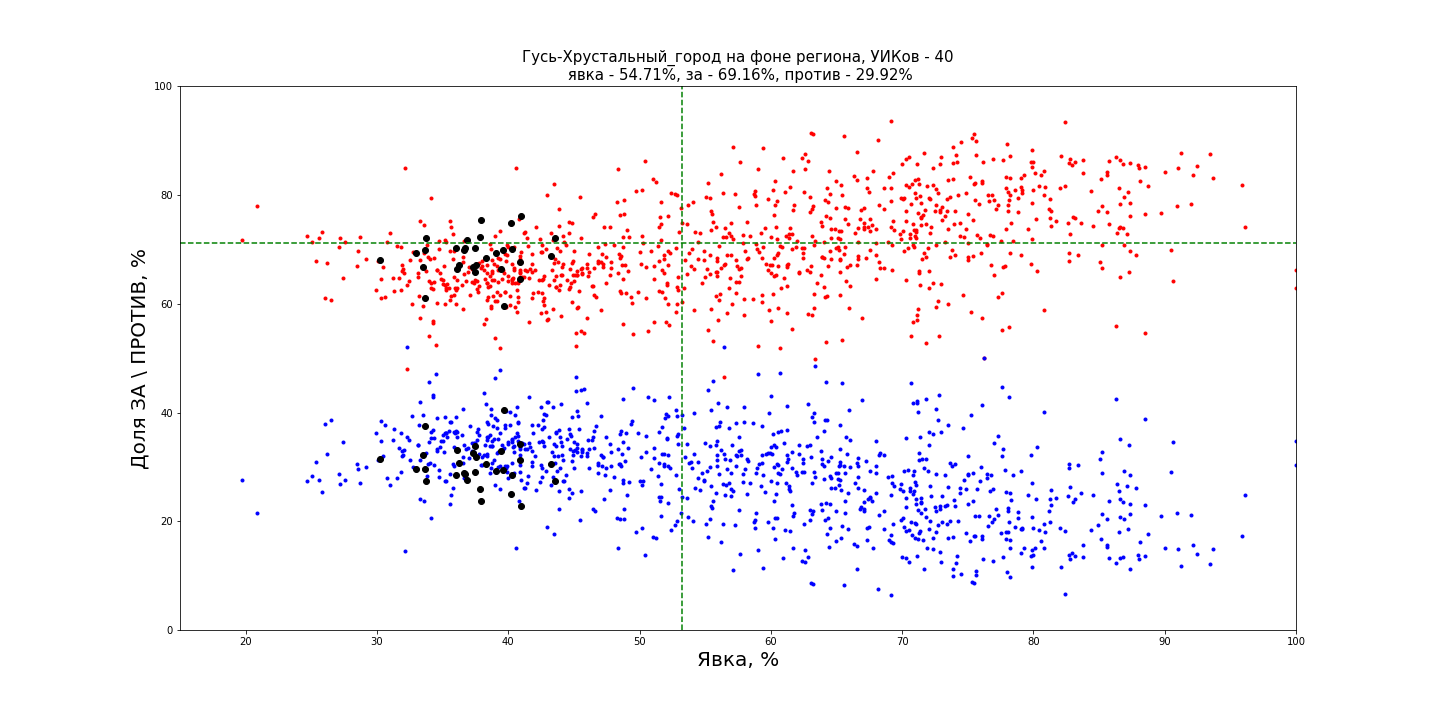 Гусь-Хрустальный_город на фоне региона, УИКов - 40
явка - 54.71%, за - 69.16%, против - 29.92%
Доля ЗА \ ПРОТИВ, %
100
80
60
40
20
0
20 30 40 50 60 70 80 90 100
Явка, %